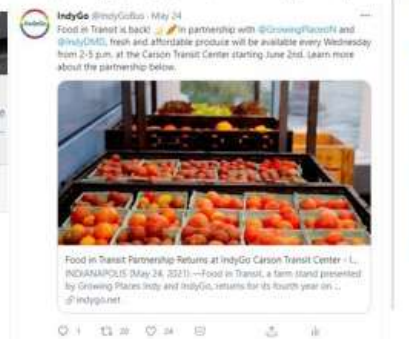 IndyGo @IndyGoBus · May 24
Food in Transit is back! 🌽🥕 In partnership with @GrowingPlacesIN and
@IndyDMD, fresh and affordable produce will be available every Wednesday
from 2-5 p.m. at the Carson Transit Center starting June 2nd. Learn more
about the partnership below.
Food in Transit Partnership Returns at IndyGo Carson Transit Center - I...
INDIANAPOLIS (May 24, 2021) — Food in Transit, a farm stand presented
by Growing Places Indy and IndyGo, returns for its fourth year on ...
indygo.net
1 20 24